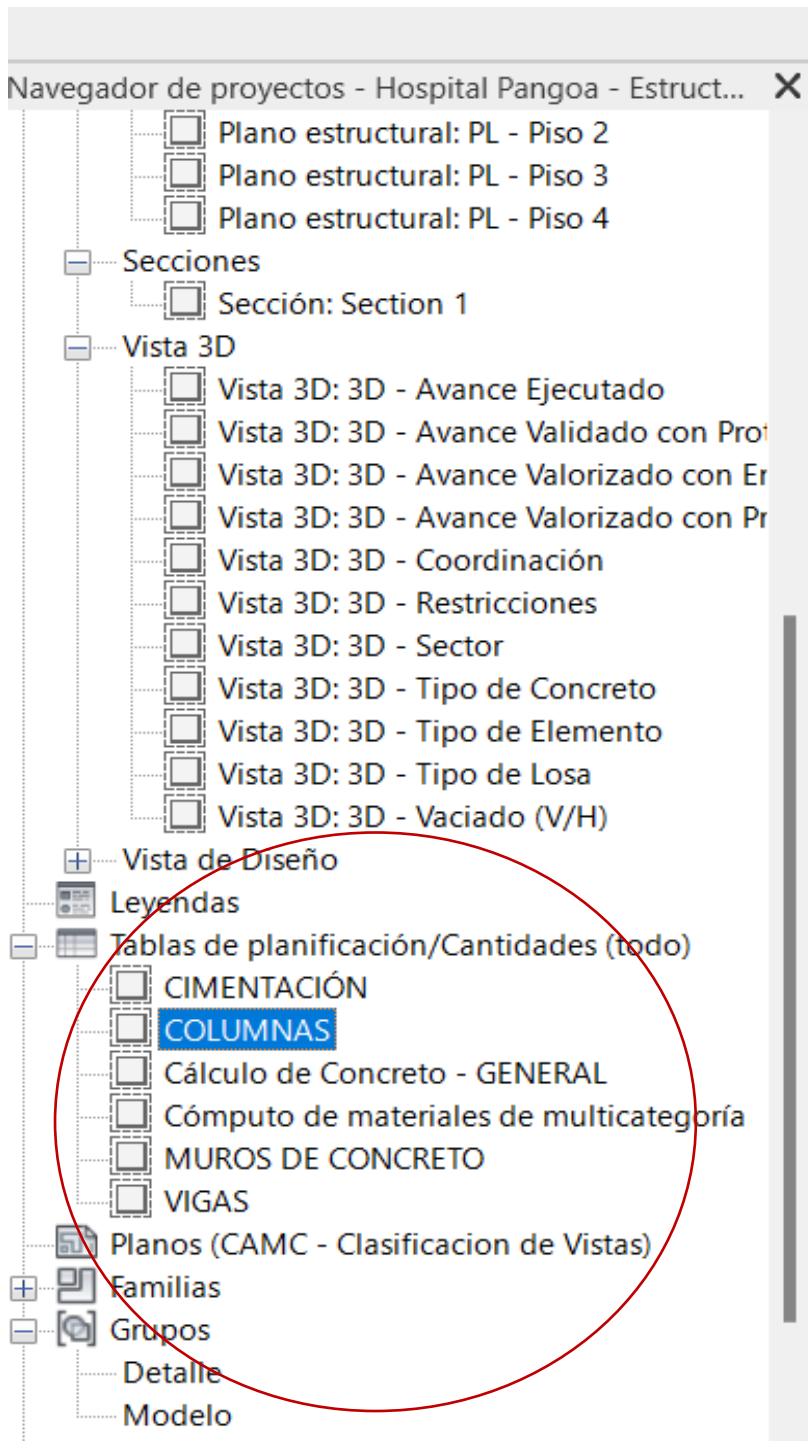 Navegador de proyectos - Hospital Pangoa - Estruct...
Plano estructural: PL - Piso 2
Plano estructural: PL - Piso 3
Plano estructural: PL - Piso 4
Secciones
Sección: Section 1
Vista 3D
Vista 3D: 3D - Avance Ejecutado
Vista 3D: 3D - Avance Validado con Prot
Vista 3D: 3D - Avance Valorizado con Er
Vista 3D: 3D - Avance Valorizado con Pr
Vista 3D: 3D - Coordinación
Vista 3D: 3D - Restricciones
Vista 3D: 3D - Sector
Vista 3D: 3D - Tipo de Concreto
Vista 3D: 3D - Tipo de Elemento
Vista 3D: 3D - Tipo de Losa
Vista 3D: 3D - Vaciado (V/H)
Vista de Diseño
Leyendas
Tablas de planificación/Cantidades (todo)
CIMENTACIÓN
COLUMNAS
Cálculo de Concreto - GENERAL
Cómputo de materiales de multicategoría
MUROS DE CONCRETO
VIGAS
Planos (CAMC - Clasificacion de Vistas)
Familias
Grupos
Detalle
Modelo